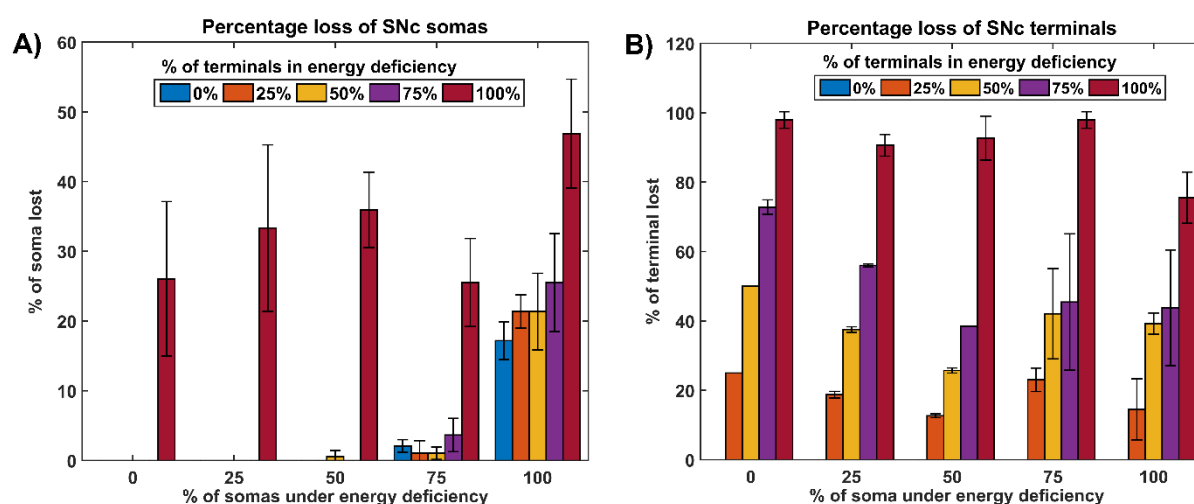 A)
Percentage loss of SNc somas
% of terminals in energy deficiency
0% 25% 50% 75% 100%
% of soma lost
60
50
40
30
20
10
0
0 25 50 75 100
% of somas under energy deficiency
B)
Percentage loss of SNc terminals
% of terminals in energy deficiency
0% 25% 50% 75% 100%
% of terminal lost
120
100
80
60
40
20
0
0 25 50 75 100
% of soma under energy deficiency